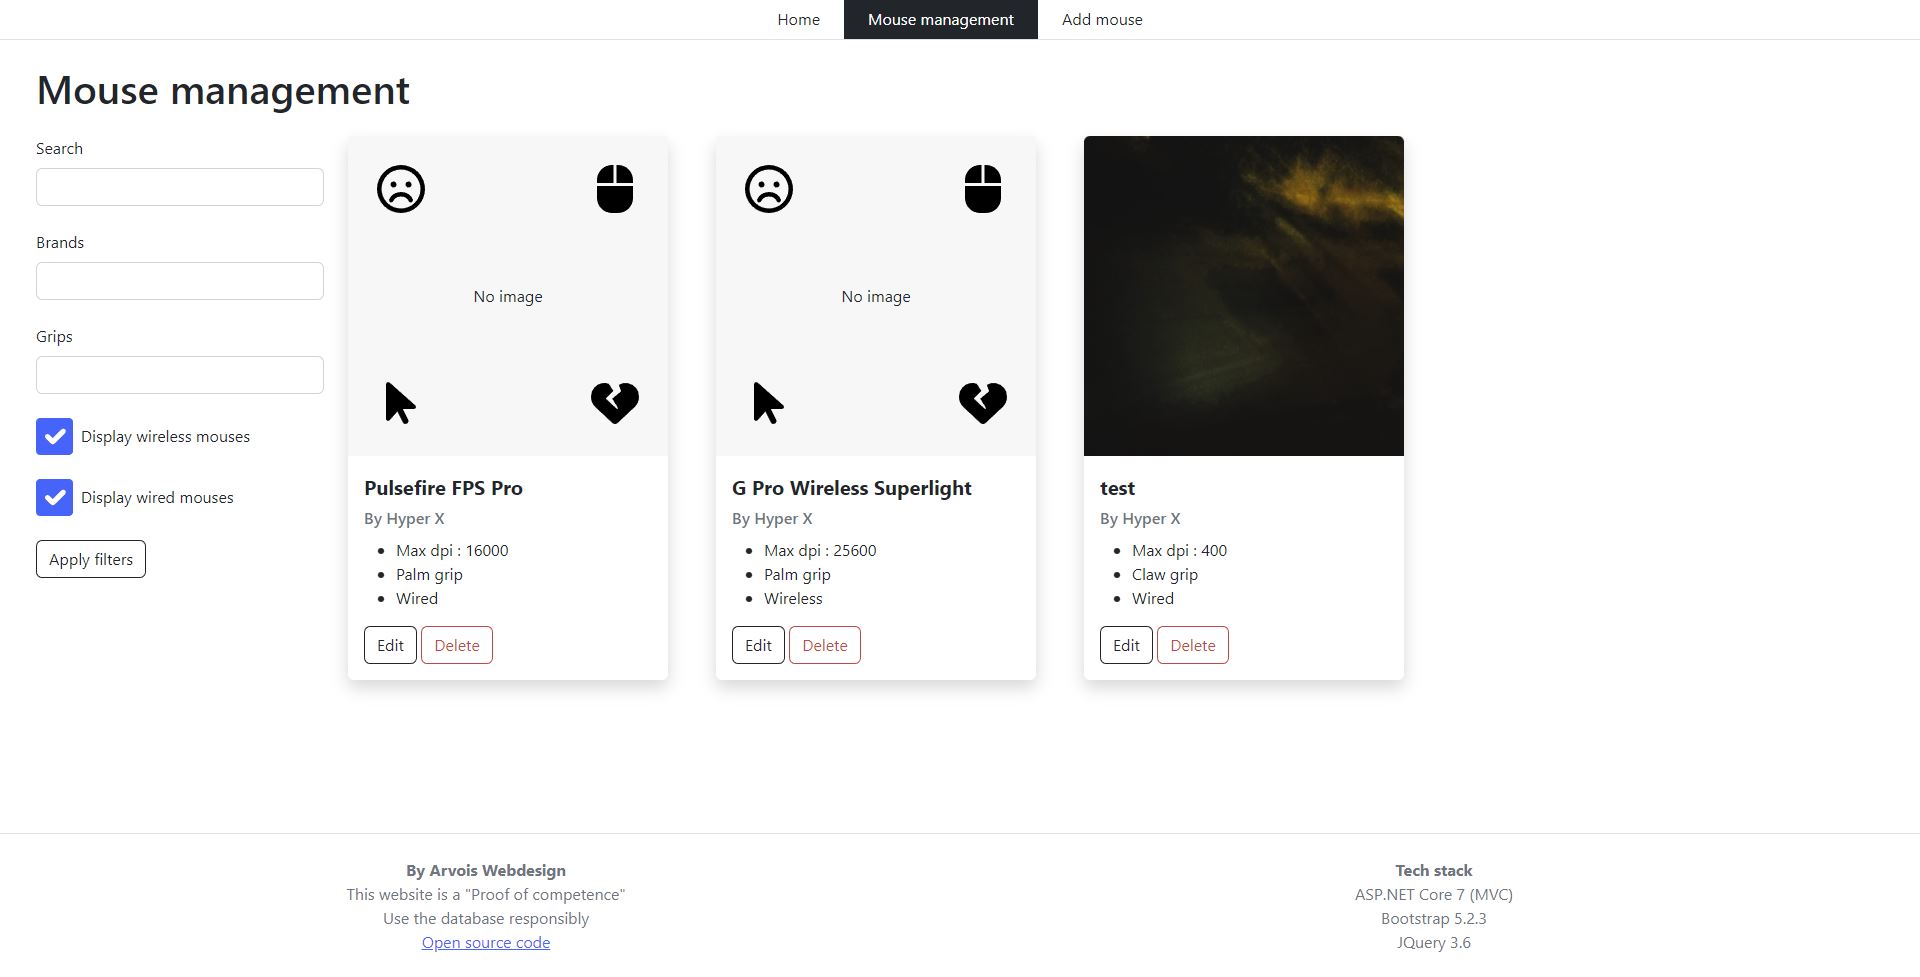 Home
Mouse management
Add mouse
Mouse management
Search
Brands
Grips
Display wireless mouses
Display wired mouses
Apply filters
No image
Pulsefire FPS Pro
By Hyper X
Max dpi : 16000
Palm grip
Wired
Edit
Delete
No image
G Pro Wireless Superlight
By Hyper X
Max dpi : 25600
Palm grip
Wireless
Edit
Delete
test
By Hyper X
Max dpi : 400
Claw grip
Wired
Edit
Delete
By Arvois Webdesign
This website is a "Proof of competence"
Use the database responsibly
Open source code
Tech stack
ASP.NET Core 7 (MVC)
Bootstrap 5.2.3
JQuery 3.6